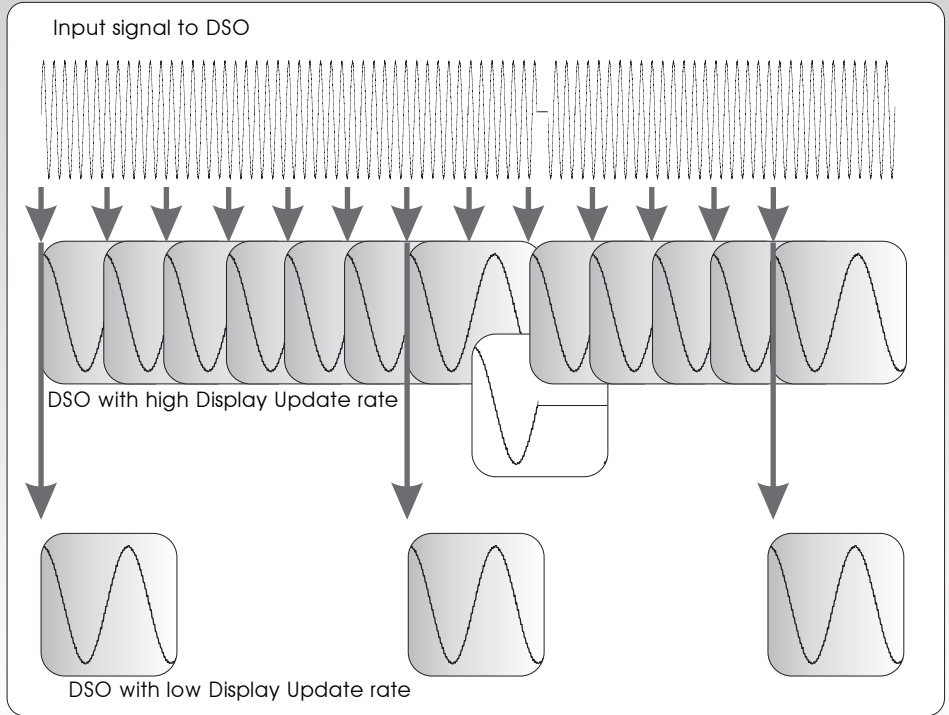 Input signal to DSO
DSO with high Display Update rate
DSO with low Display Update rate